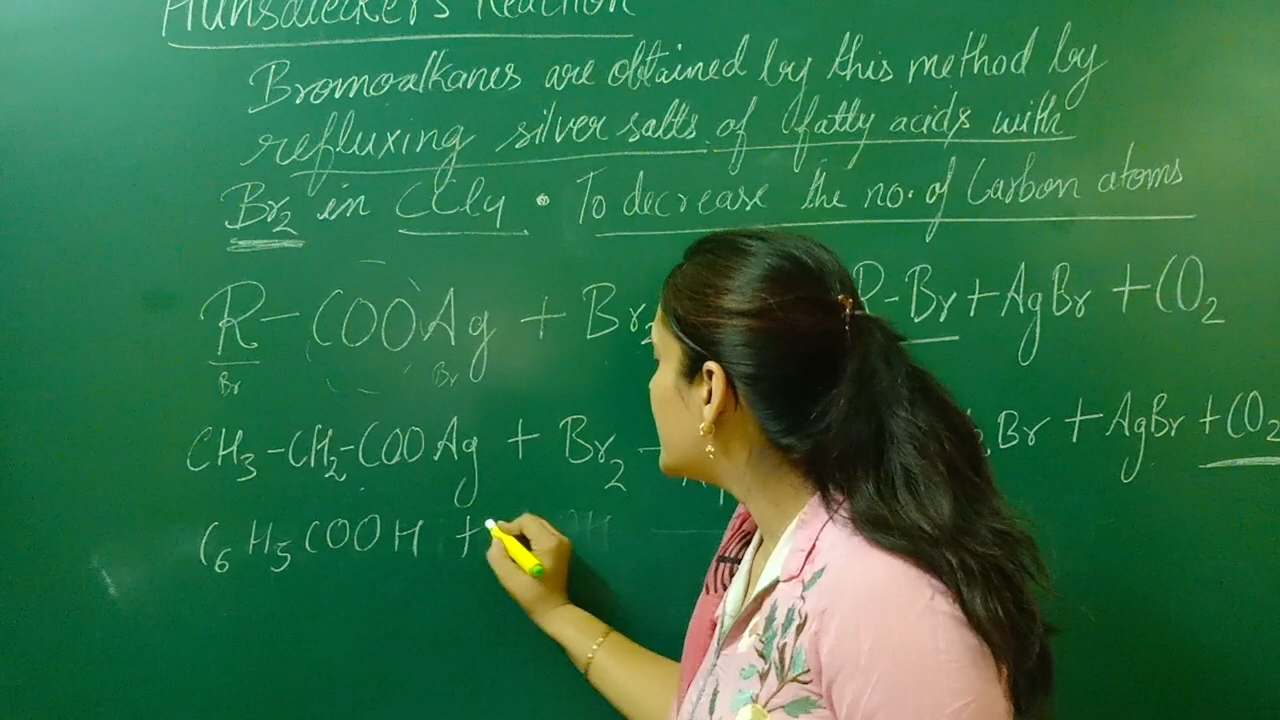 Hunsdiecker's Reaction
Bromoalkanes are obtained by this method by
refluxing silver salts of fatty acids with
Br2 in CCl4 • To decrease the no. of Carbon atoms
R-COOAg + Br2 R-Br + AgBr + CO2
Br Br
CH3-CH2-COOAg + Br2 Br + AgBr + CO2
C6H5COOH +